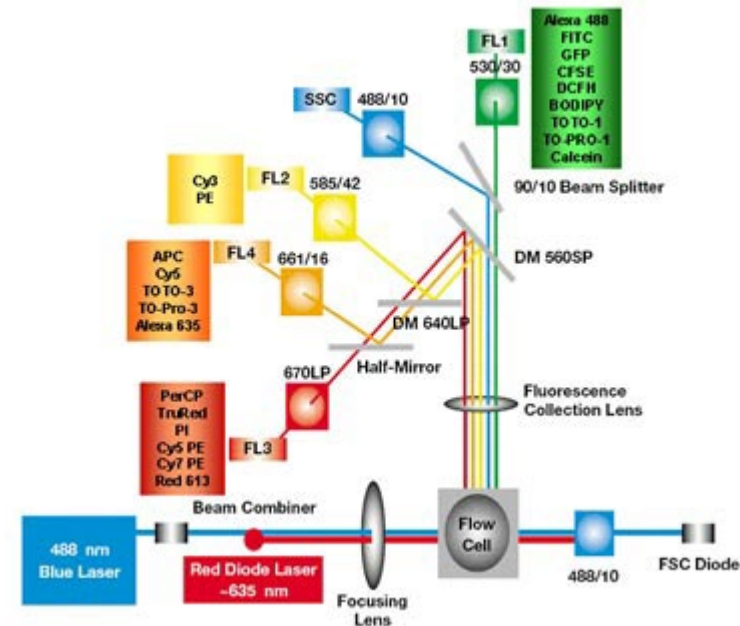 FL1
530/30
Alexa 488
FITC
GFP
CFSE
DCFH
BODIPY
TOTO-1
TO-PRO-1
Calcein
SSC
488/10
90/10 Beam Splitter
Cy3
PE
FL2
585/42
DM 560SP
APC
Cy5
TOTO-3
TO-Pro-3
Alexa 635
FL4
661/16
DM 640LP
Half-Mirror
670LP
Fluorescence
Collection Lens
PerCP
TruRed
PI
Cy5 PE
Cy7 PE
Red 613
FL3
Beam Combiner
488 nm
Blue Laser
Red Diode Laser
~635 nm
Focusing
Lens
Flow
Cell
488/10
FSC Diode